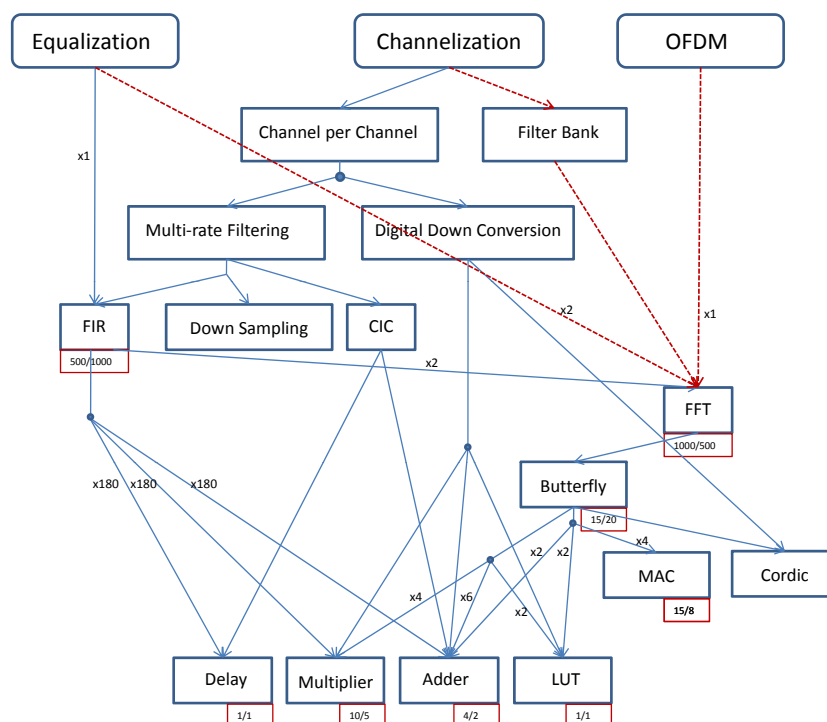 Equalization
Channelization
OFDM
Channel per Channel
Filter Bank
x1
Multi-rate Filtering
Digital Down Conversion
x2
x1
FIR
Down Sampling
CIC
500/1000
x2
FFT
1000/500
Butterfly
x180
x180
x180
15/20
x2
x2
x4
MAC
Cordic
x4
x6
x2
15/8
Delay
Multiplier
Adder
LUT
1/1
10/5
4/2
1/1